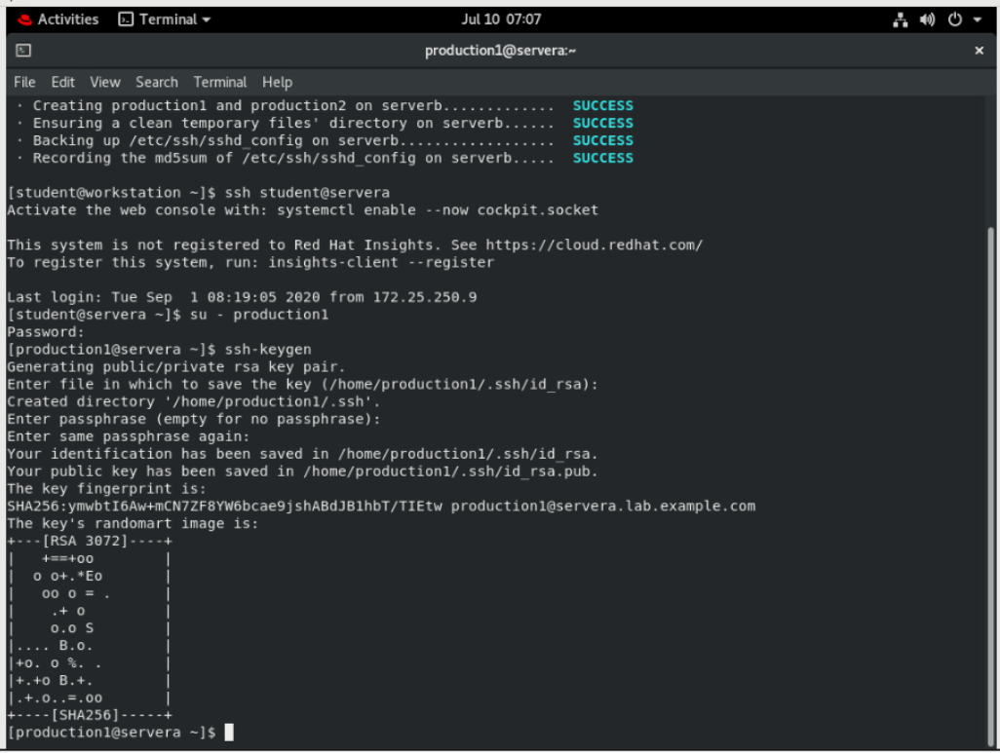 Activities Terminal Jul 10 07:07
production1@servera:~ ×
File Edit View Search Terminal Help
· Creating production1 and production2 on serverb............. SUCCESS
· Ensuring a clean temporary files' directory on serverb...... SUCCESS
· Backing up /etc/ssh/sshd_config on serverb.................. SUCCESS
· Recording the md5sum of /etc/ssh/sshd_config on serverb..... SUCCESS
[student@workstation ~]$ ssh student@servera
Activate the web console with: systemctl enable --now cockpit.socket
This system is not registered to Red Hat Insights. See https://cloud.redhat.com/
To register this system, run: insights-client --register
Last login: Tue Sep  1 08:19:05 2020 from 172.25.250.9
[student@servera ~]$ su - production1
Password:
[production1@servera ~]$ ssh-keygen
Generating public/private rsa key pair.
Enter file in which to save the key (/home/production1/.ssh/id_rsa):
Created directory '/home/production1/.ssh'.
Enter passphrase (empty for no passphrase):
Enter same passphrase again:
Your identification has been saved in /home/production1/.ssh/id_rsa.
Your public key has been saved in /home/production1/.ssh/id_rsa.pub.
The key fingerprint is:
SHA256:ymwbtI6Aw+mCN7ZF8YW6bcae9jshABdJB1hbT/TIEtw production1@servera.lab.example.com
The key's randomart image is:
+---[RSA 3072]----+
|   +==+oo        |
|  o o+.*Eo       |
|   oo o = .      |
|    .+ o         |
|    o.o S        |
|.... B.o.        |
|+o. o %. .       |
|+.+o B.+.        |
|.+.o..=.oo       |
+----[SHA256]-----+
[production1@servera ~]$